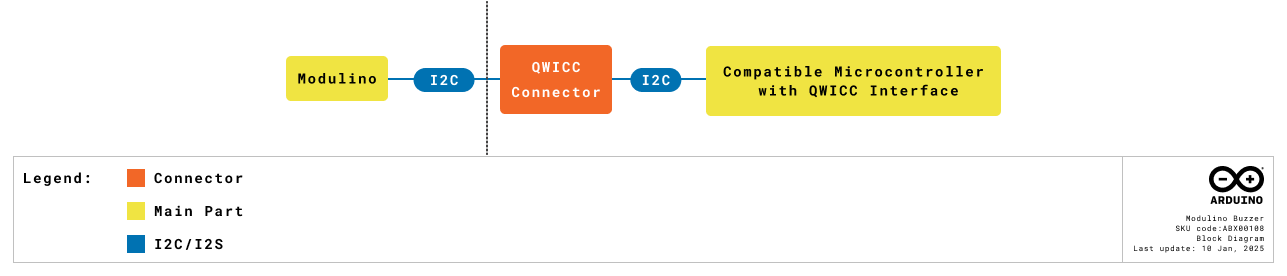 Modulino
I2C
QWICC
Connector
I2C
Compatible Microcontroller
with QWICC Interface
Legend:
Connector
Main Part
I2C/I2S
ARDUINO
Modulino Buzzer
SKU code:ABX00108
Block Diagram
Last update: 10 Jan, 2025